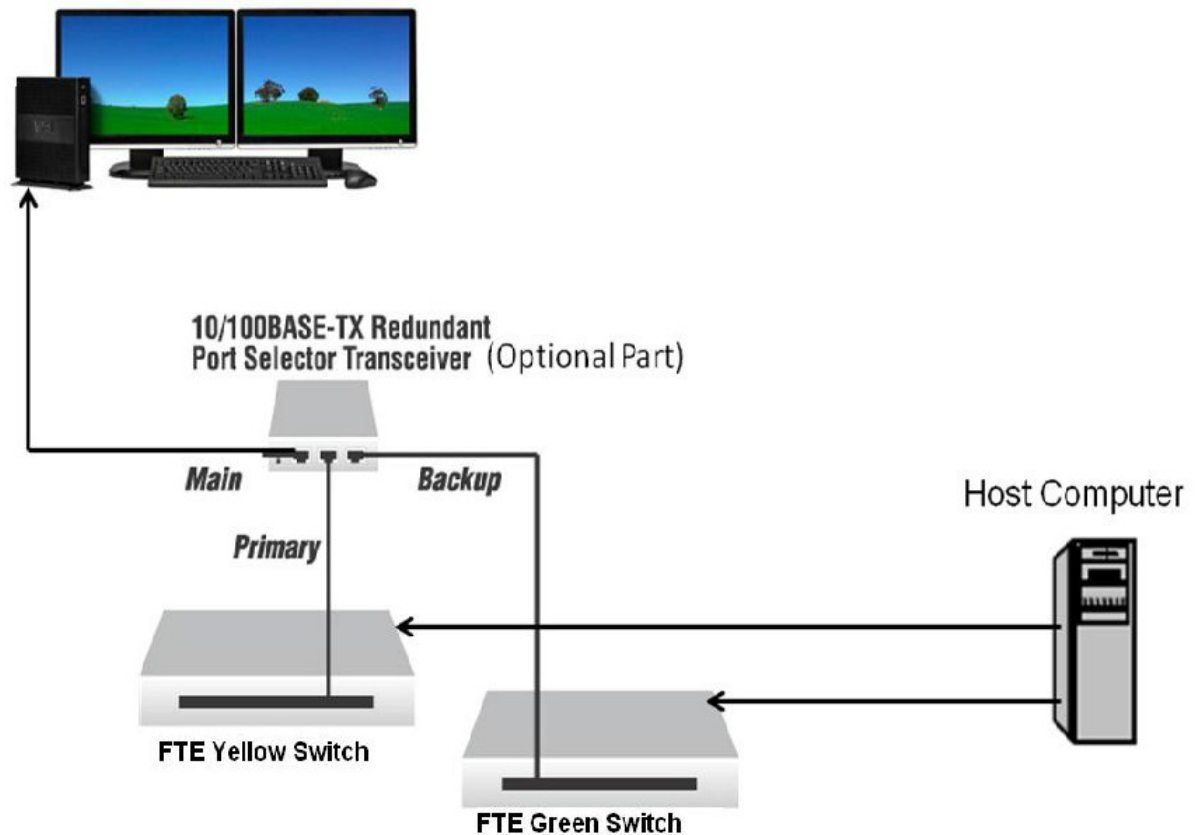 10/100BASE-TX Redundant
Port Selector Transceiver (Optional Part)
Main
Backup
Primary
Host Computer
FTE Yellow Switch
FTE Green Switch